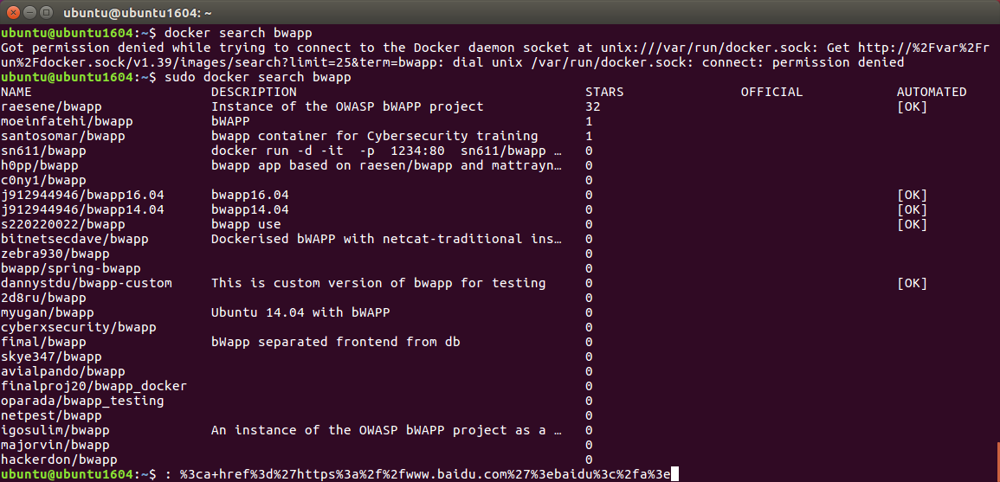 ubuntu@ubuntu1604: ~
ubuntu@ubuntu1604:~$ docker search bwapp
Got permission denied while trying to connect to the Docker daemon socket at unix:///var/run/docker.sock: Get http://%2Fvar%2Fr
un%2Fdocker.sock/v1.39/images/search?limit=25&term=bwapp: dial unix /var/run/docker.sock: connect: permission denied
ubuntu@ubuntu1604:~$ sudo docker search bwapp
NAME DESCRIPTION STARS OFFICIAL AUTOMATED
raesene/bwapp Instance of the OWASP bWAPP project 32 [OK]
moeinfatehi/bwapp bWAPP 1
santosomar/bwapp bwapp container for Cybersecurity training 1
sn611/bwapp docker run -d -it  -p  1234:80  sn611/bwapp … 0
h0pp/bwapp bwapp app based on raesen/bwapp and mattrayn… 0
c0ny1/bwapp 0
j912944946/bwapp16.04 bwapp16.04 0 [OK]
j912944946/bwapp14.04 bwapp14.04 0 [OK]
s220220022/bwapp bwapp use 0 [OK]
bitnetsecdave/bwapp Dockerised bWAPP with netcat-traditional ins… 0
zebra930/bwapp 0
bwapp/spring-bwapp 0
dannystdu/bwapp-custom This is custom version of bwapp for testing 0 [OK]
2d8ru/bwapp 0
myugan/bwapp Ubuntu 14.04 with bWAPP 0
cyberxsecurity/bwapp 0
fimal/bwapp bWapp separated frontend from db 0
skye347/bwapp 0
avialpando/bwapp 0
finalproj20/bwapp_docker 0
oparada/bwapp_testing 0
netpest/bwapp 0
igosulim/bwapp An instance of the OWASP bWAPP project as a … 0
majorvin/bwapp 0
hackerdon/bwapp 0
ubuntu@ubuntu1604:~$ : %3ca+href%3d%27https%3a%2f%2fwww.baidu.com%27%3ebaidu%3c%2fa%3e